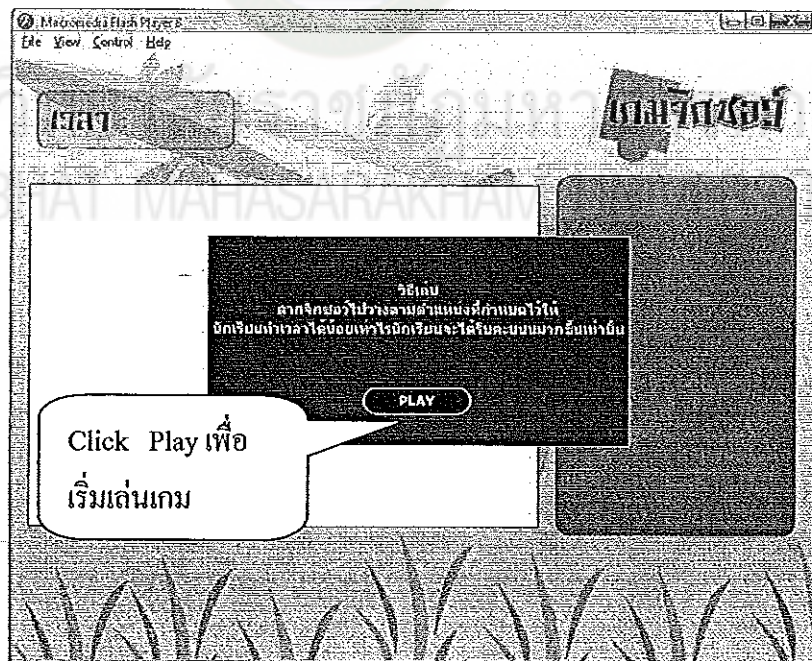 Macromedia Flash Player 8
File View Control Help
เวลา
เกมจิกซอว์
MAHASARAKHAM
วิธีเกม
ลากจิกซอว์ไปวางตามตำแหน่งที่กำหนดไว้ให้
นักเรียนทำเวลาได้น้อยเท่าไรนักเรียนจะได้รับคะแนนมากขึ้นเท่านั้น
PLAY
Click Play เพื่อ
เริ่มเล่นเกม